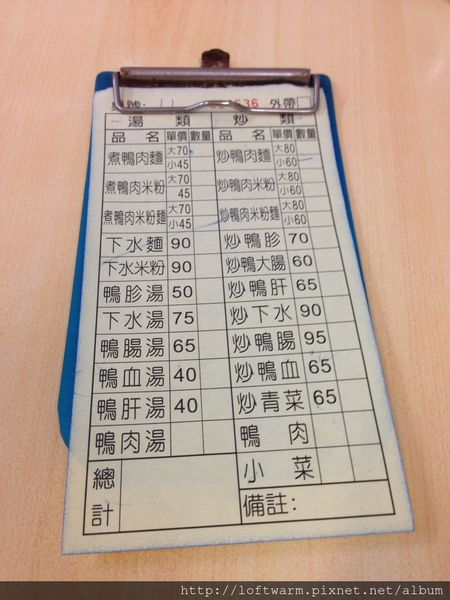 號: 11 636 外帶
湯 類 炒 類
品 名 單價 數量 品 名 單價 數量
煮鴨肉麵 大70 小45 炒鴨肉麵 大80 小60
煮鴨肉米粉 大70 45 炒鴨肉米粉 大80 小60
煮鴨肉米粉麵 大70 小45 炒鴨肉米粉麵 大80 小60
下水麵 90 炒鴨胗 70
下水米粉 90 炒鴨大腸 60
鴨胗湯 50 炒鴨肝 65
下水湯 75 炒下水 90
鴨腸湯 65 炒鴨腸 95
鴨血湯 40 炒鴨血 65
鴨肝湯 40 炒青菜 65
鴨肉湯 鴨 肉
總計 小 菜
備註:
http://loftwarm.pixnet.net/album